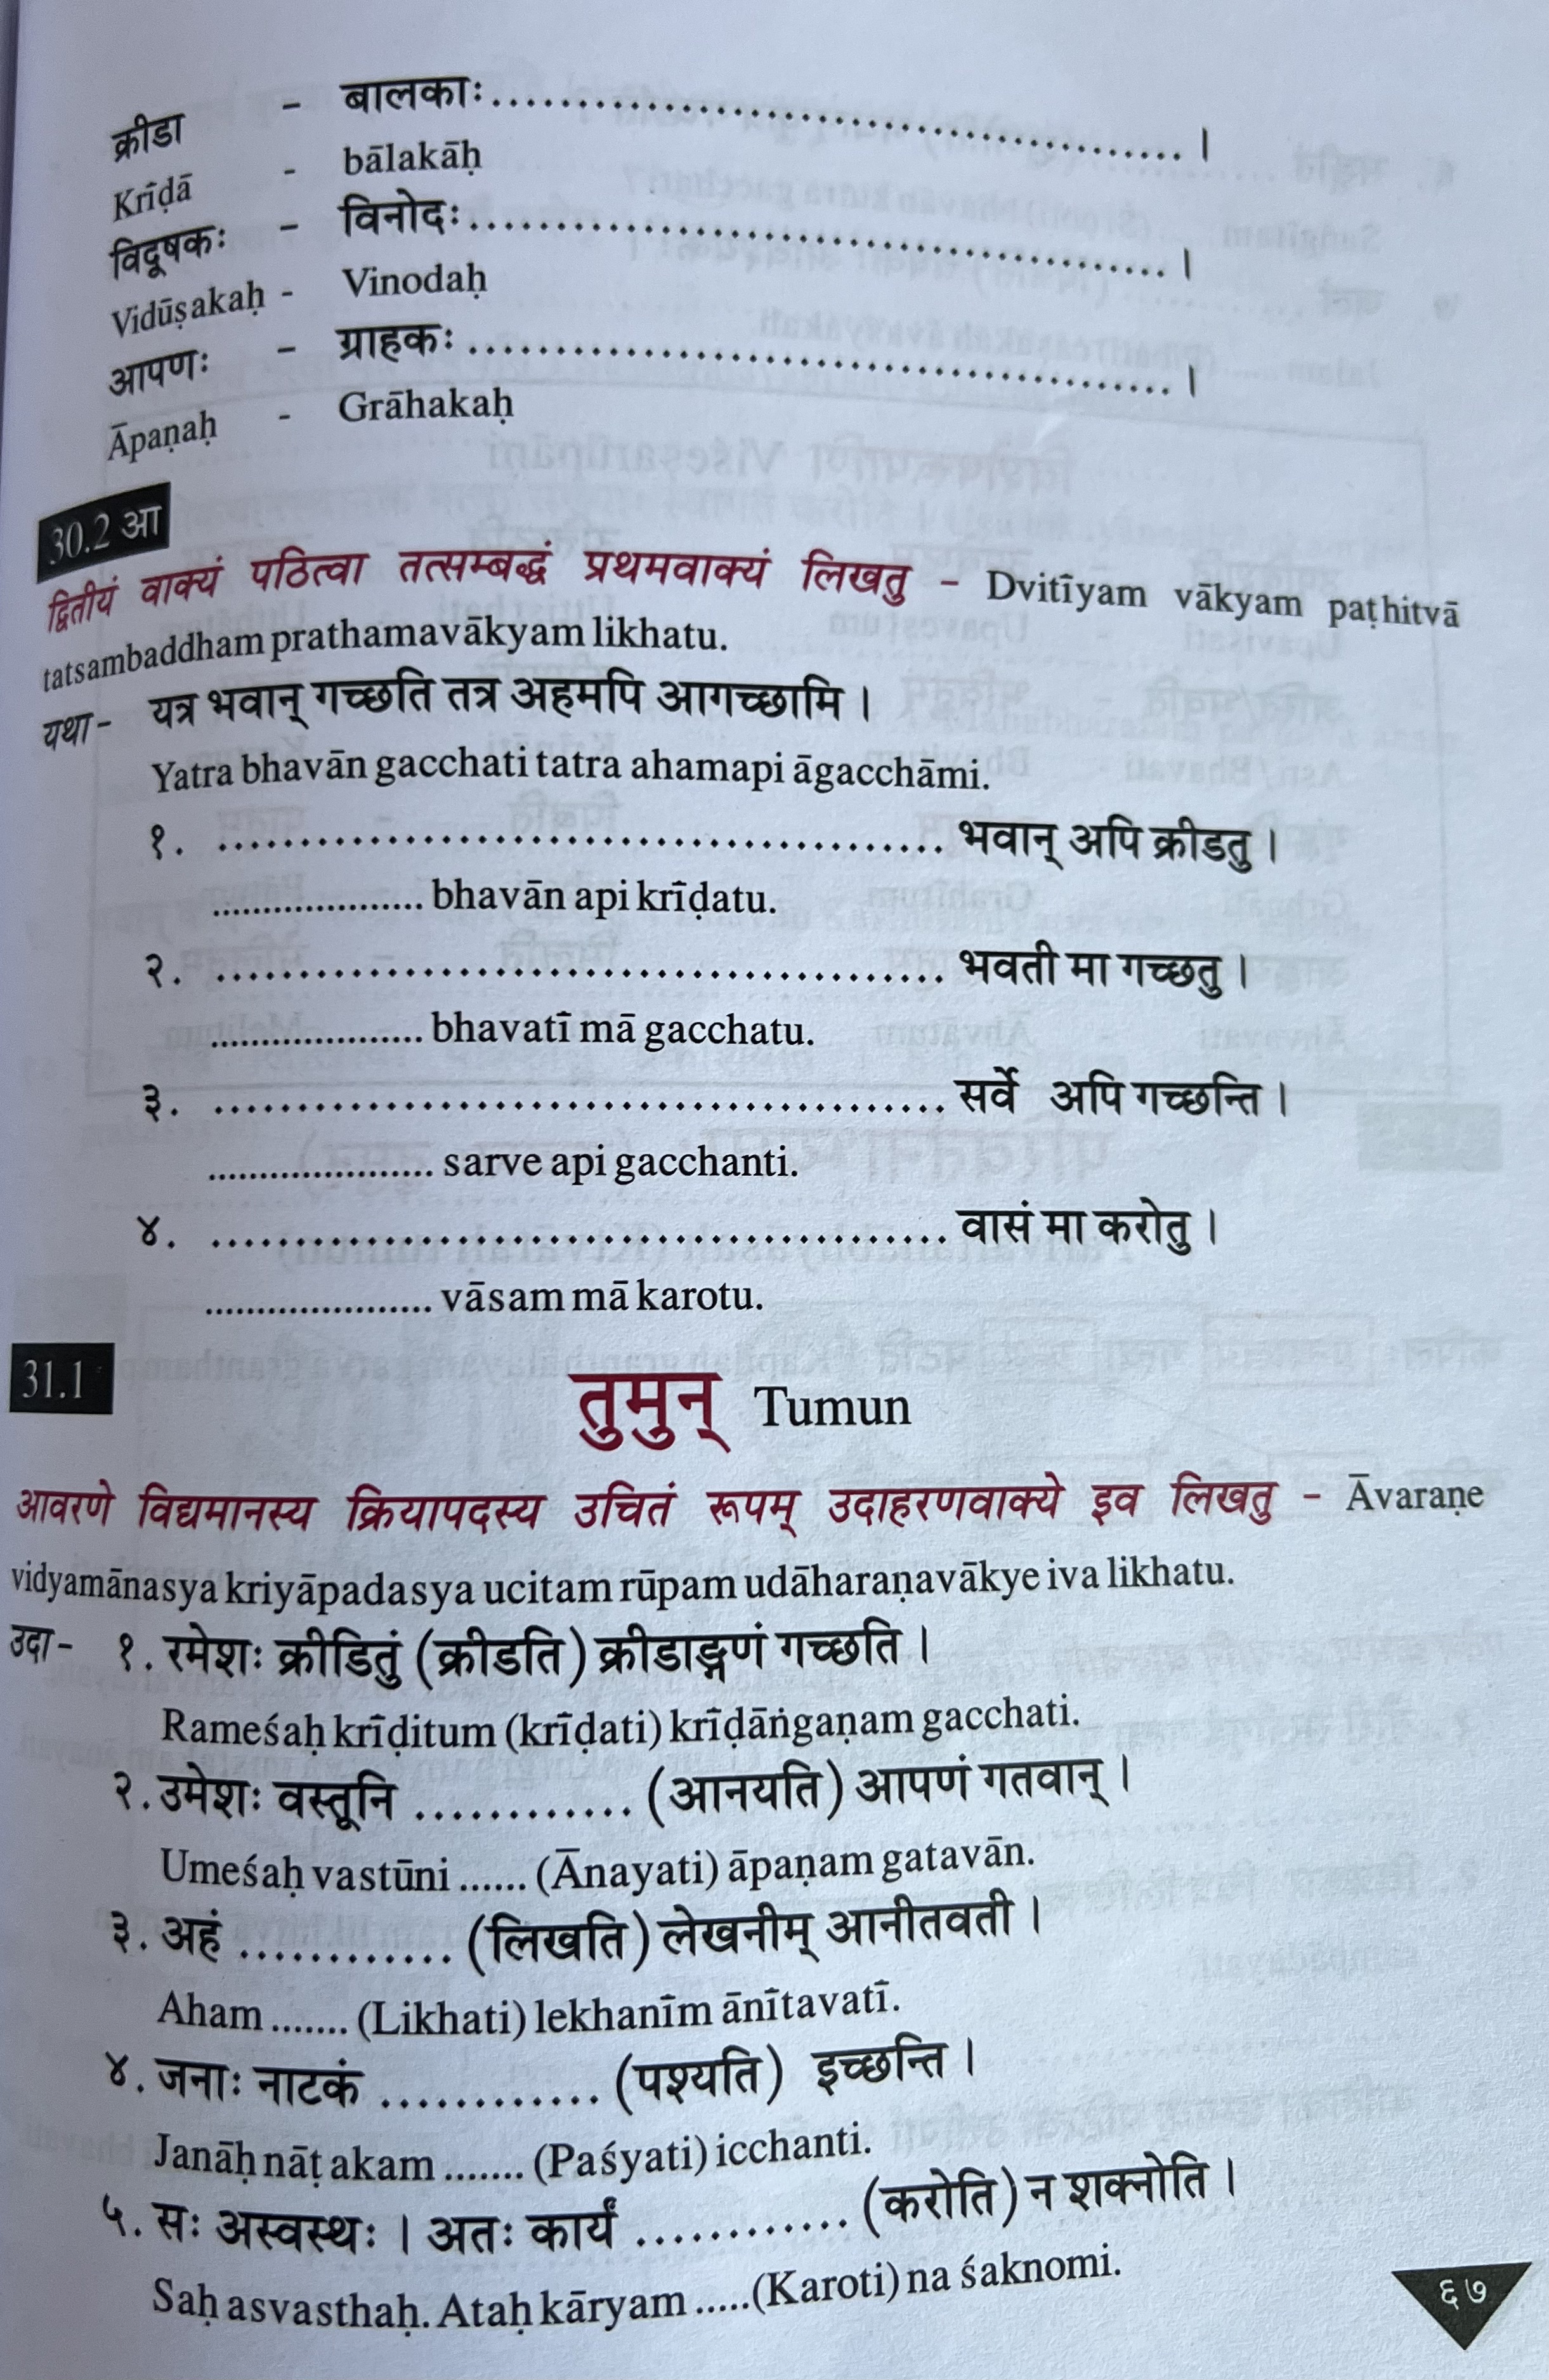 क्रीडा - बालकाः........................................।
Krīḍā - bālakāḥ
विदूषकः - विनोदः........................................।
Vidūṣakaḥ - Vinodaḥ
आपणः - ग्राहकः ........................................।
Āpaṇaḥ - Grāhakaḥ
30.2 आ
द्वितीयं वाक्यं पठित्वा तत्सम्बद्धं प्रथमवाक्यं लिखतु – Dvitīyam vākyam paṭhitvā
tatsambaddham prathamavākyam likhatu.
यथा – यत्र भवान् गच्छति तत्र अहमपि आगच्छामि ।
Yatra bhavān gacchati tatra ahamapi āgacchāmi.
१. ........................................ भवान् अपि क्रीडतु ।
.................... bhavān api krīḍatu.
२. ........................................ भवती मा गच्छतु ।
.................... bhavatī mā gacchatu.
३. ........................................ सर्वे अपि गच्छन्ति ।
..................... sarve api gacchanti.
४. ........................................ वासं मा करोतु ।
...................... vāsam mā karotu.
31.1
तुमुन् Tumun
आवरणे विद्यमानस्य क्रियापदस्य उचितं रूपम् उदाहरणवाक्ये इव लिखतु – Āvaraṇe
vidyamānasya kriyāpadasya ucitam rūpam udāharaṇavākye iva likhatu.
उदा – १. रमेशः क्रीडितुं (क्रीडति) क्रीडाङ्गणं गच्छति ।
Rameśaḥ krīḍitum (krīḍati) krīḍāṅgaṇam gacchati.
२. उमेशः वस्तूनि ............ (आनयति) आपणं गतवान् ।
Umeśaḥ vastūni ...... (Ānayati) āpaṇam gatavān.
३. अहं ............ (लिखति) लेखनीम् आनीतवती ।
Aham ....... (Likhati) lekhanīm ānītavatī.
४. जनाः नाटकं ............ (पश्यति) इच्छन्ति ।
Janāḥ nāṭakam ....... (Paśyati) icchanti.
५. सः अस्वस्थः । अतः कार्यं ............ (करोति) न शक्नोति ।
Saḥ asvasthaḥ. Ataḥ kāryam .....(Karoti) na śaknomi.
६७